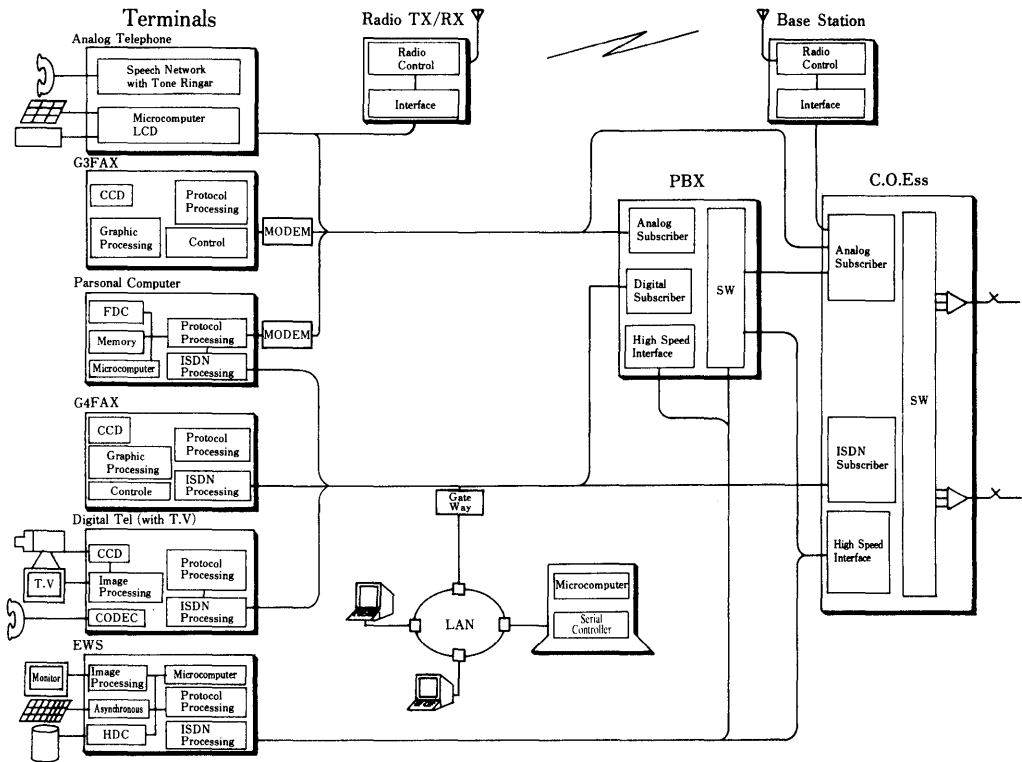 Terminals
Radio TX/RX
Base Station
Analog Telephone
Speech Network
with Tone Ringar
Microcomputer
LCD
Radio
Control
Interface
Radio
Control
Interface
G3FAX
CCD
Protocol
Processing
Graphic
Processing
Control
MODEM
PBX
Analog
Subscriber
Digital
Subscriber
High Speed
Interface
SW
C.O.Ess
Analog
Subscriber
SW
ISDN
Subscriber
High Speed
Interface
Parsonal Computer
FDC
Memory
Microcomputer
Protocol
Processing
ISDN
Processing
MODEM
G4FAX
CCD
Graphic
Processing
Controle
Protocol
Processing
ISDN
Processing
Gate
Way
Digital Tel (with T.V)
T.V
CCD
Image
Processing
CODEC
Protocol
Processing
ISDN
Processing
LAN
Microcomputer
Serial
Controller
EWS
Monitor
Image
Processing
Asynchronous
HDC
Microcomputer
Protocol
Processing
ISDN
Processing